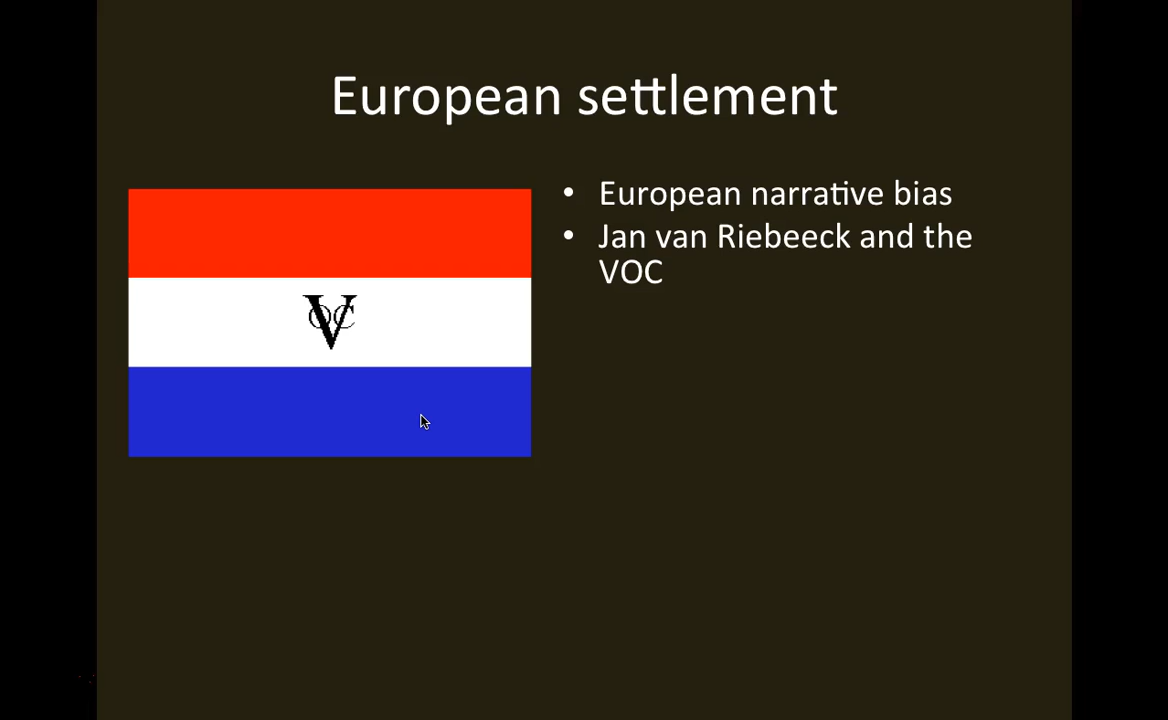 European settlement
• European narrative bias
• Jan van Riebeeck and the
VOC
VOC